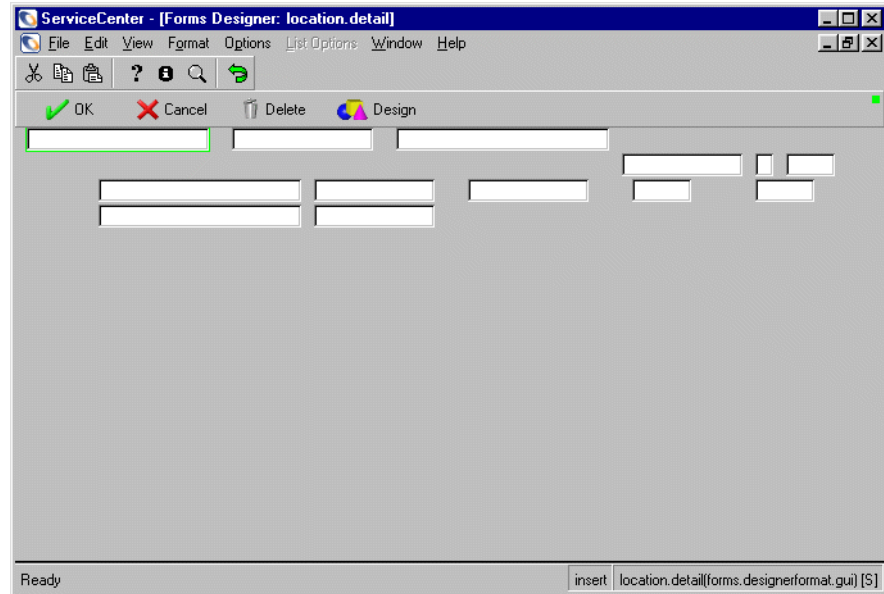 ServiceCenter - [Forms Designer: location.detail]
File Edit View Format Options List Options Window Help
OK Cancel Delete Design
Ready insert location.detail(forms.designerformat.gui) [S]